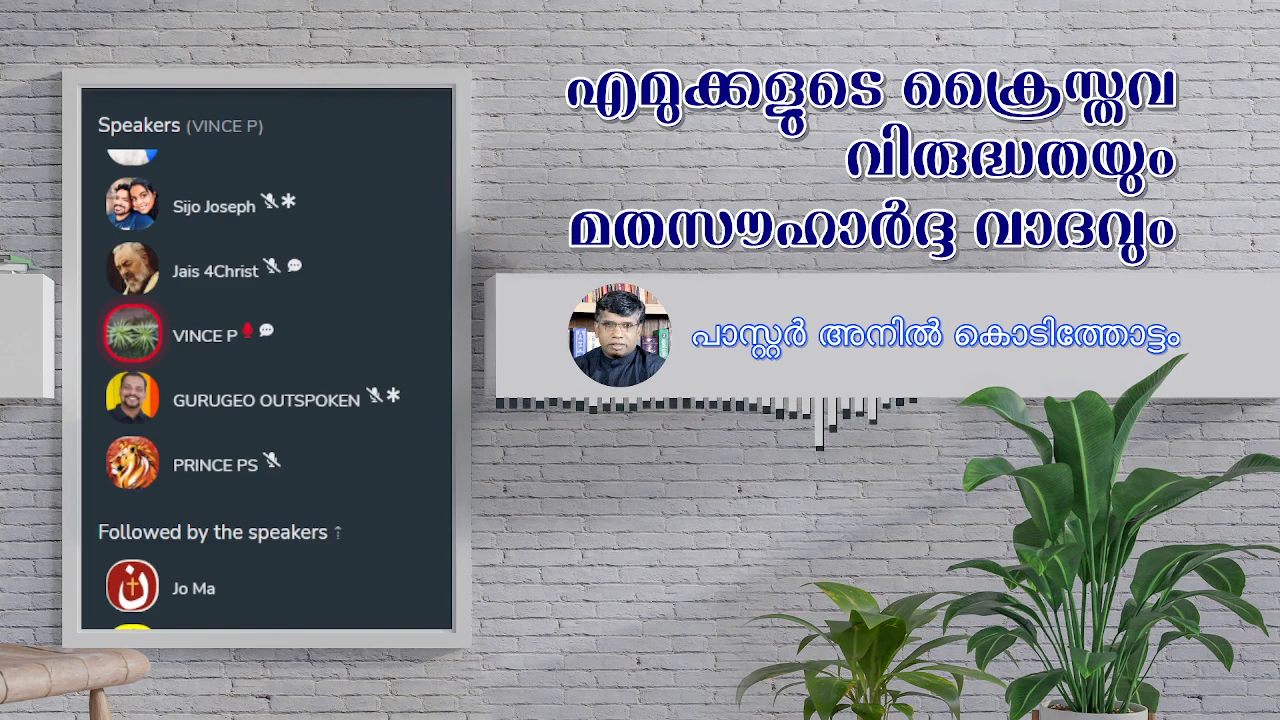 എമുക്കളുടെ ക്രൈസ്തവ
വിരുദ്ധതയും
മതസൗഹാർദ്ദ വാദവും
പാസ്റ്റർ അനിൽ കൊടിത്തോട്ടം
Speakers (VINCE P)
Sijo Joseph
Jais 4Christ
VINCE P
GURUGEO OUTSPOKEN
PRINCE PS
Followed by the speakers ↑
ن
Jo Ma